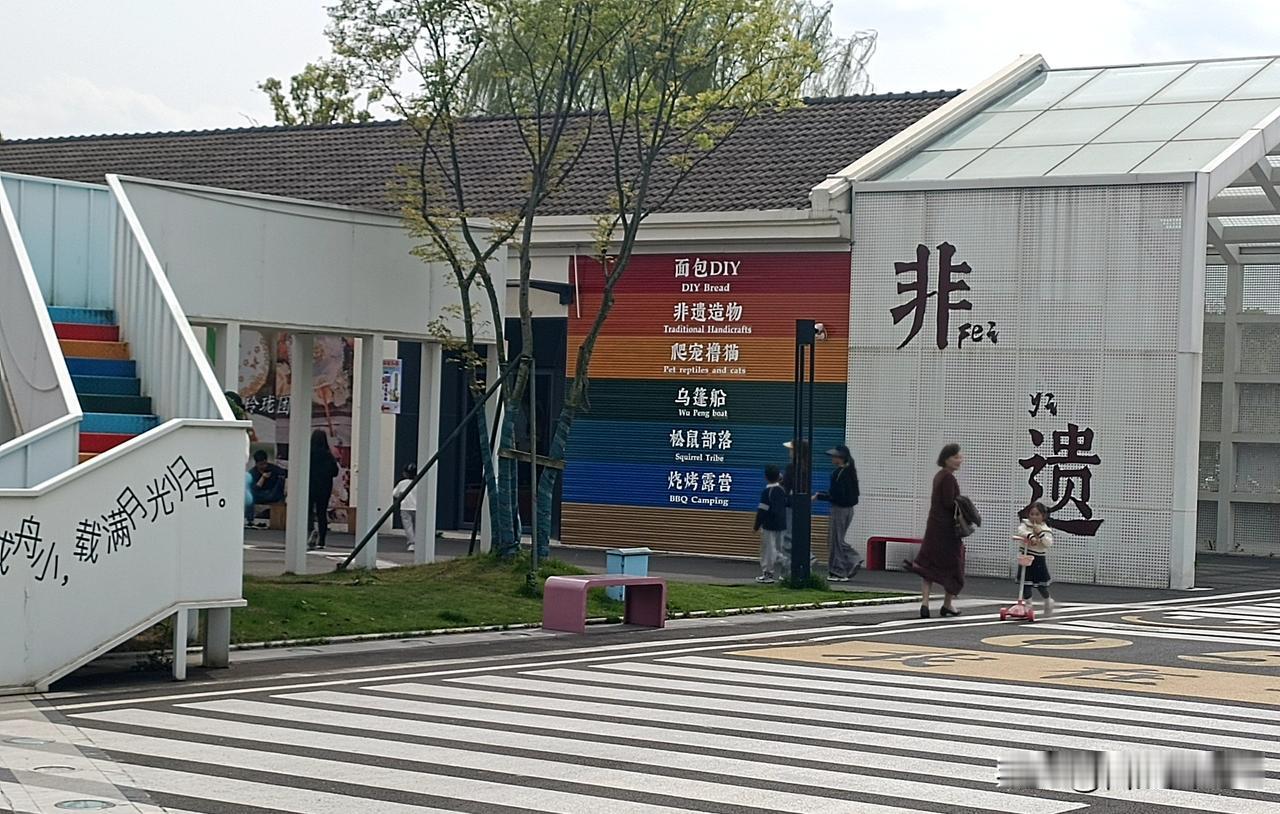 面包DIY
DIY Bread
非遗造物
Traditional Handicrafts
爬宠撸猫
Pet reptiles and cats
乌篷船
Wu Peng boat
松鼠部落
Squirrel Tribe
烧烤露营
BBQ Camping
非
遗
舟小，载满月光归早。